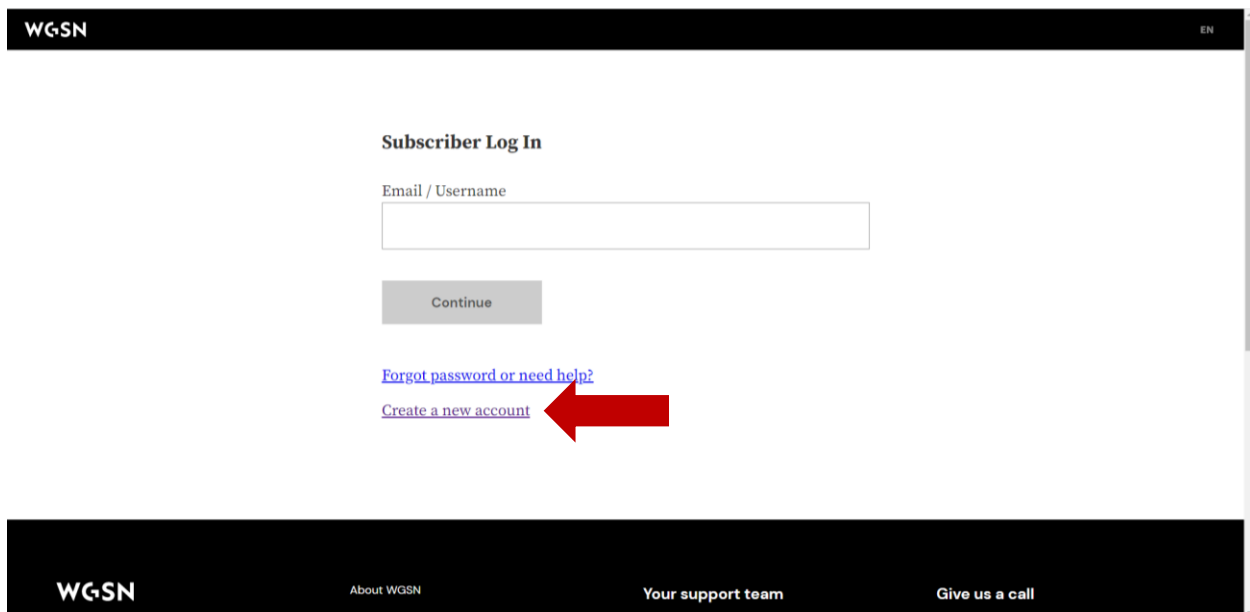 WGSN
EN
Subscriber Log In
Email / Username
Continue
Forgot password or need help?
Create a new account
WGSN
About WGSN
Your support team
Give us a call